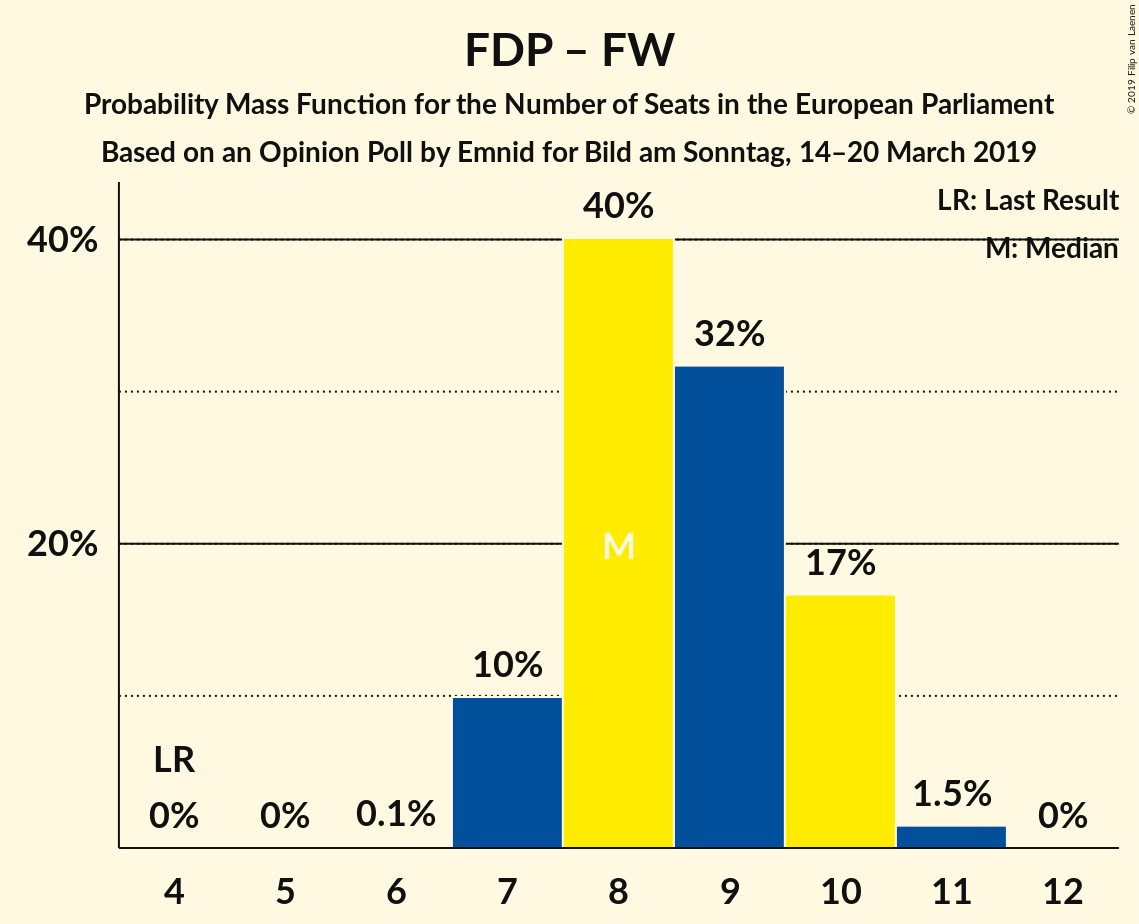 FDP – FW
Probability Mass Function for the Number of Seats in the European Parliament
Based on an Opinion Poll by Emnid for Bild am Sonntag, 14–20 March 2019
© 2019 Filip van Laenen
LR: Last Result
M: Median
40%
20%
40%
32%
M
17%
10%
LR
0%
0%
0.1%
1.5%
0%
4
5
6
7
8
9
10
11
12